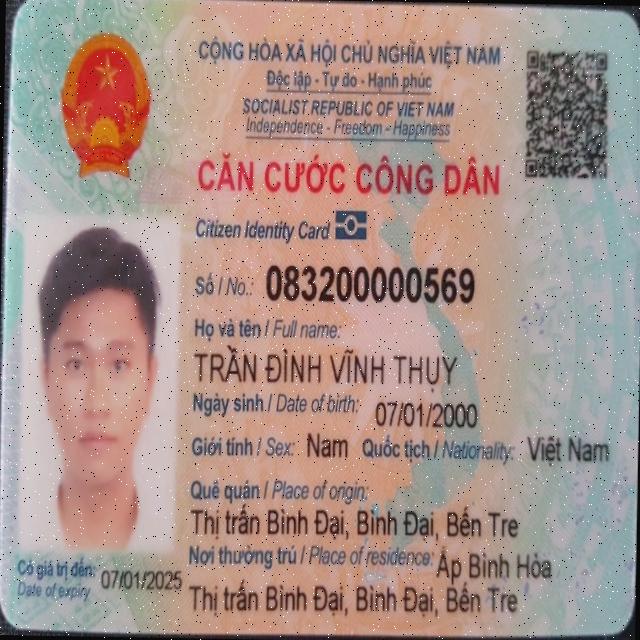 CỘNG HÒA XÃ HỘI CHỦ NGHĨA VIỆT NAM
Độc lập - Tự do - Hạnh phúc
SOCIALIST REPUBLIC OF VIET NAM
Independence - Freedom - Happiness
CĂN CƯỚC CÔNG DÂN
Citizen Identity Card
Số / No.: 083200000569
Họ và tên / Full name:
TRẦN ĐÌNH VĨNH THỤY
Ngày sinh / Date of birth: 07/01/2000
Giới tính / Sex: Nam Quốc tịch / Nationality: Việt Nam
Quê quán / Place of origin:
Thị trấn Bình Đại, Bình Đại, Bến Tre
Nơi thường trú / Place of residence: Ấp Bình Hòa
Thị trấn Bình Đại, Bình Đại, Bến Tre
Có giá trị đến: 07/01/2025
Date of expiry